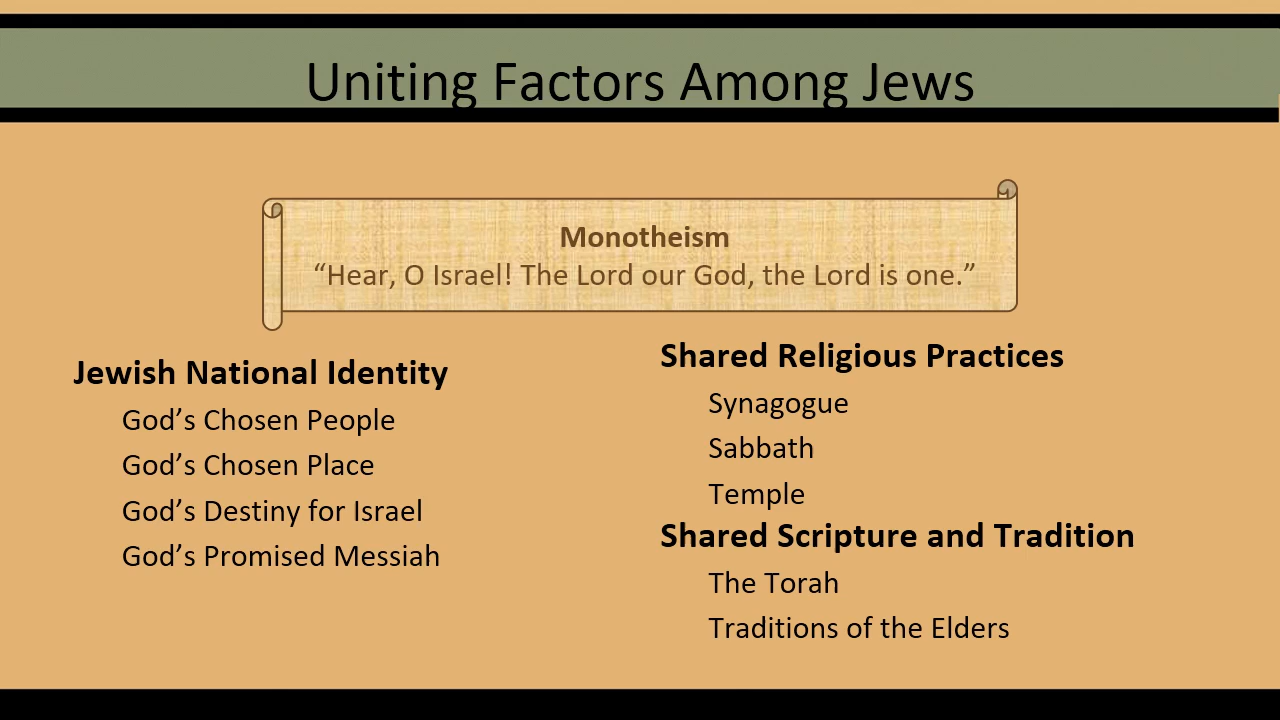 Uniting Factors Among Jews
Monotheism
“Hear, O Israel! The Lord our God, the Lord is one.”
Jewish National Identity
God’s Chosen People
God’s Chosen Place
God’s Destiny for Israel
God’s Promised Messiah
Shared Religious Practices
Synagogue
Sabbath
Temple
Shared Scripture and Tradition
The Torah
Traditions of the Elders